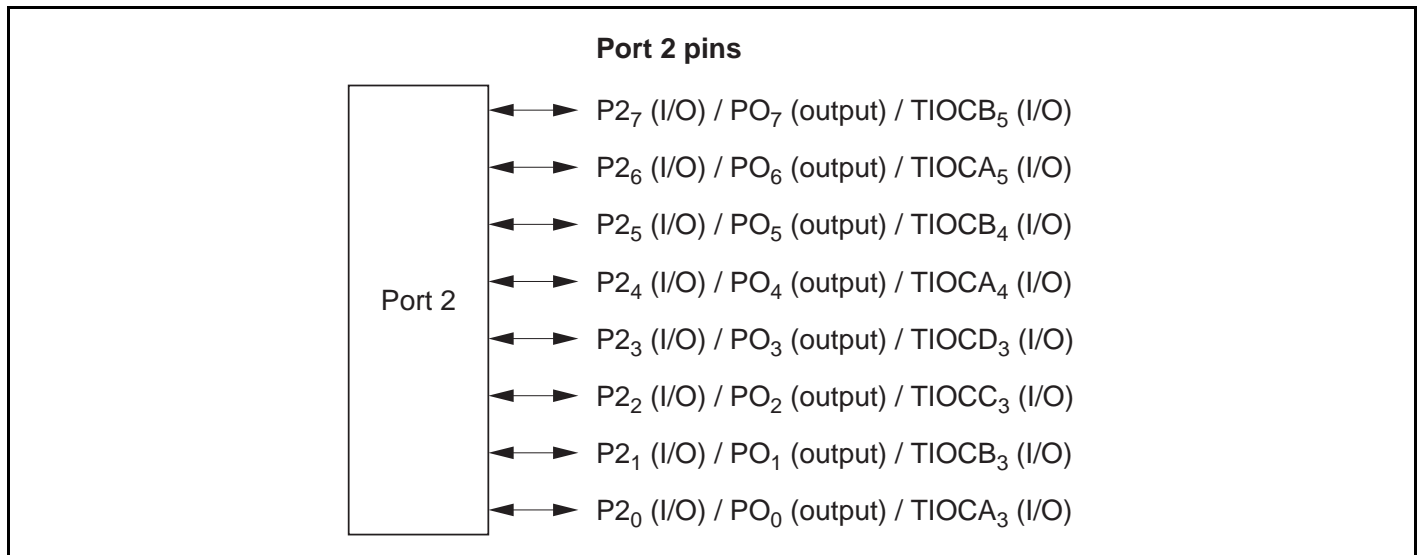 Port 2 pins
P2₇ (I/O) / PO₇ (output) / TIOCB₅ (I/O)
P2₆ (I/O) / PO₆ (output) / TIOCA₅ (I/O)
P2₅ (I/O) / PO₅ (output) / TIOCB₄ (I/O)
P2₄ (I/O) / PO₄ (output) / TIOCA₄ (I/O)
Port 2
P2₃ (I/O) / PO₃ (output) / TIOCD₃ (I/O)
P2₂ (I/O) / PO₂ (output) / TIOCC₃ (I/O)
P2₁ (I/O) / PO₁ (output) / TIOCB₃ (I/O)
P2₀ (I/O) / PO₀ (output) / TIOCA₃ (I/O)